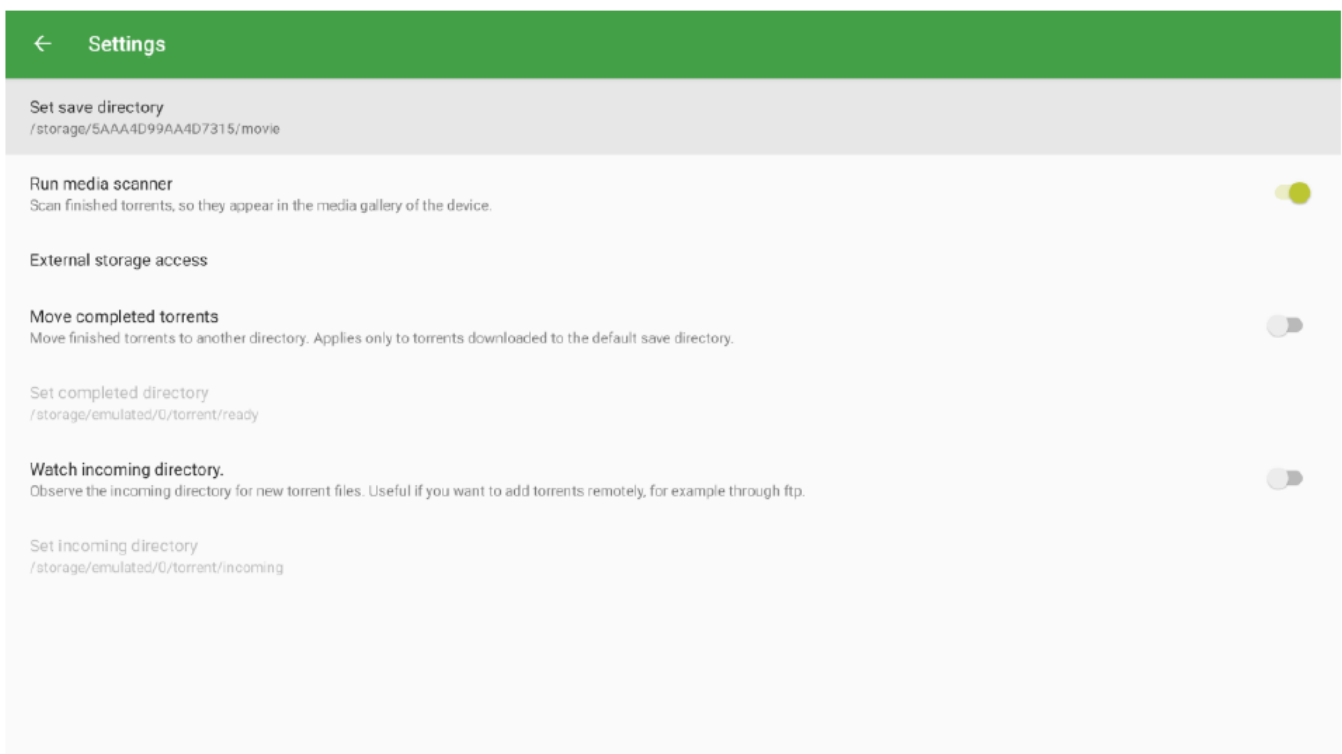 Settings
Set save directory
/storage/5AAA4D99AA4D7315/movie
Run media scanner
Scan finished torrents, so they appear in the media gallery of the device.
External storage access
Move completed torrents
Move finished torrents to another directory. Applies only to torrents downloaded to the default save directory.
Set completed directory
/storage/emulated/0/torrent/ready
Watch incoming directory.
Observe the incoming directory for new torrent files. Useful if you want to add torrents remotely, for example through ftp.
Set incoming directory
/storage/emulated/0/torrent/incoming